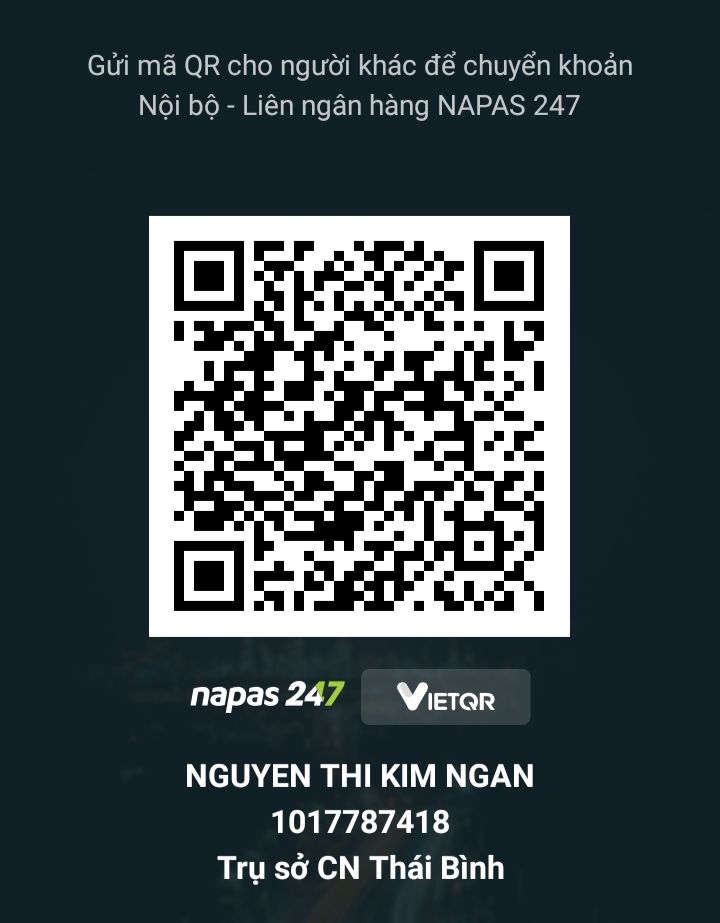 Gửi mã QR cho người khác để chuyển khoản
Nội bộ - Liên ngân hàng NAPAS 247
napas 247
VIETQR
NGUYEN THI KIM NGAN
1017787418
Trụ sở CN Thái Bình